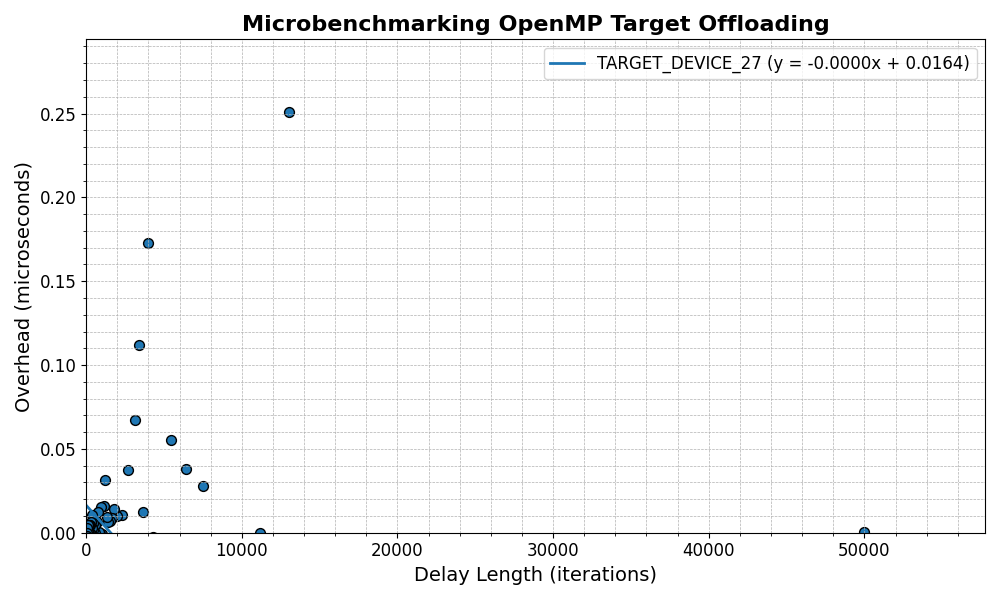 Microbenchmarking OpenMP Target Offloading
TARGET_DEVICE_27 (y = -0.0000x + 0.0164)
Overhead (microseconds)
0.25
0.20
0.15
0.10
0.05
0.00
0 10000 20000 30000 40000 50000
Delay Length (iterations)